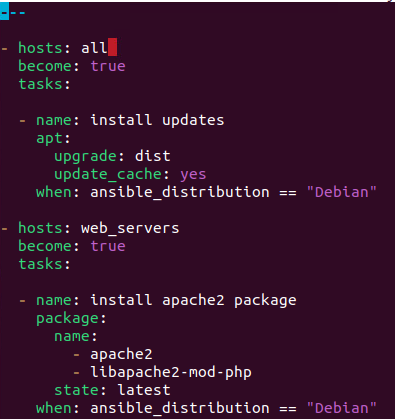 ---
- hosts: all
  become: true
  tasks:
  - name: install updates
    apt:
      upgrade: dist
      update_cache: yes
    when: ansible_distribution == "Debian"
- hosts: web_servers
  become: true
  tasks:
  - name: install apache2 package
    package:
      name:
        - apache2
        - libapache2-mod-php
      state: latest
    when: ansible_distribution == "Debian"